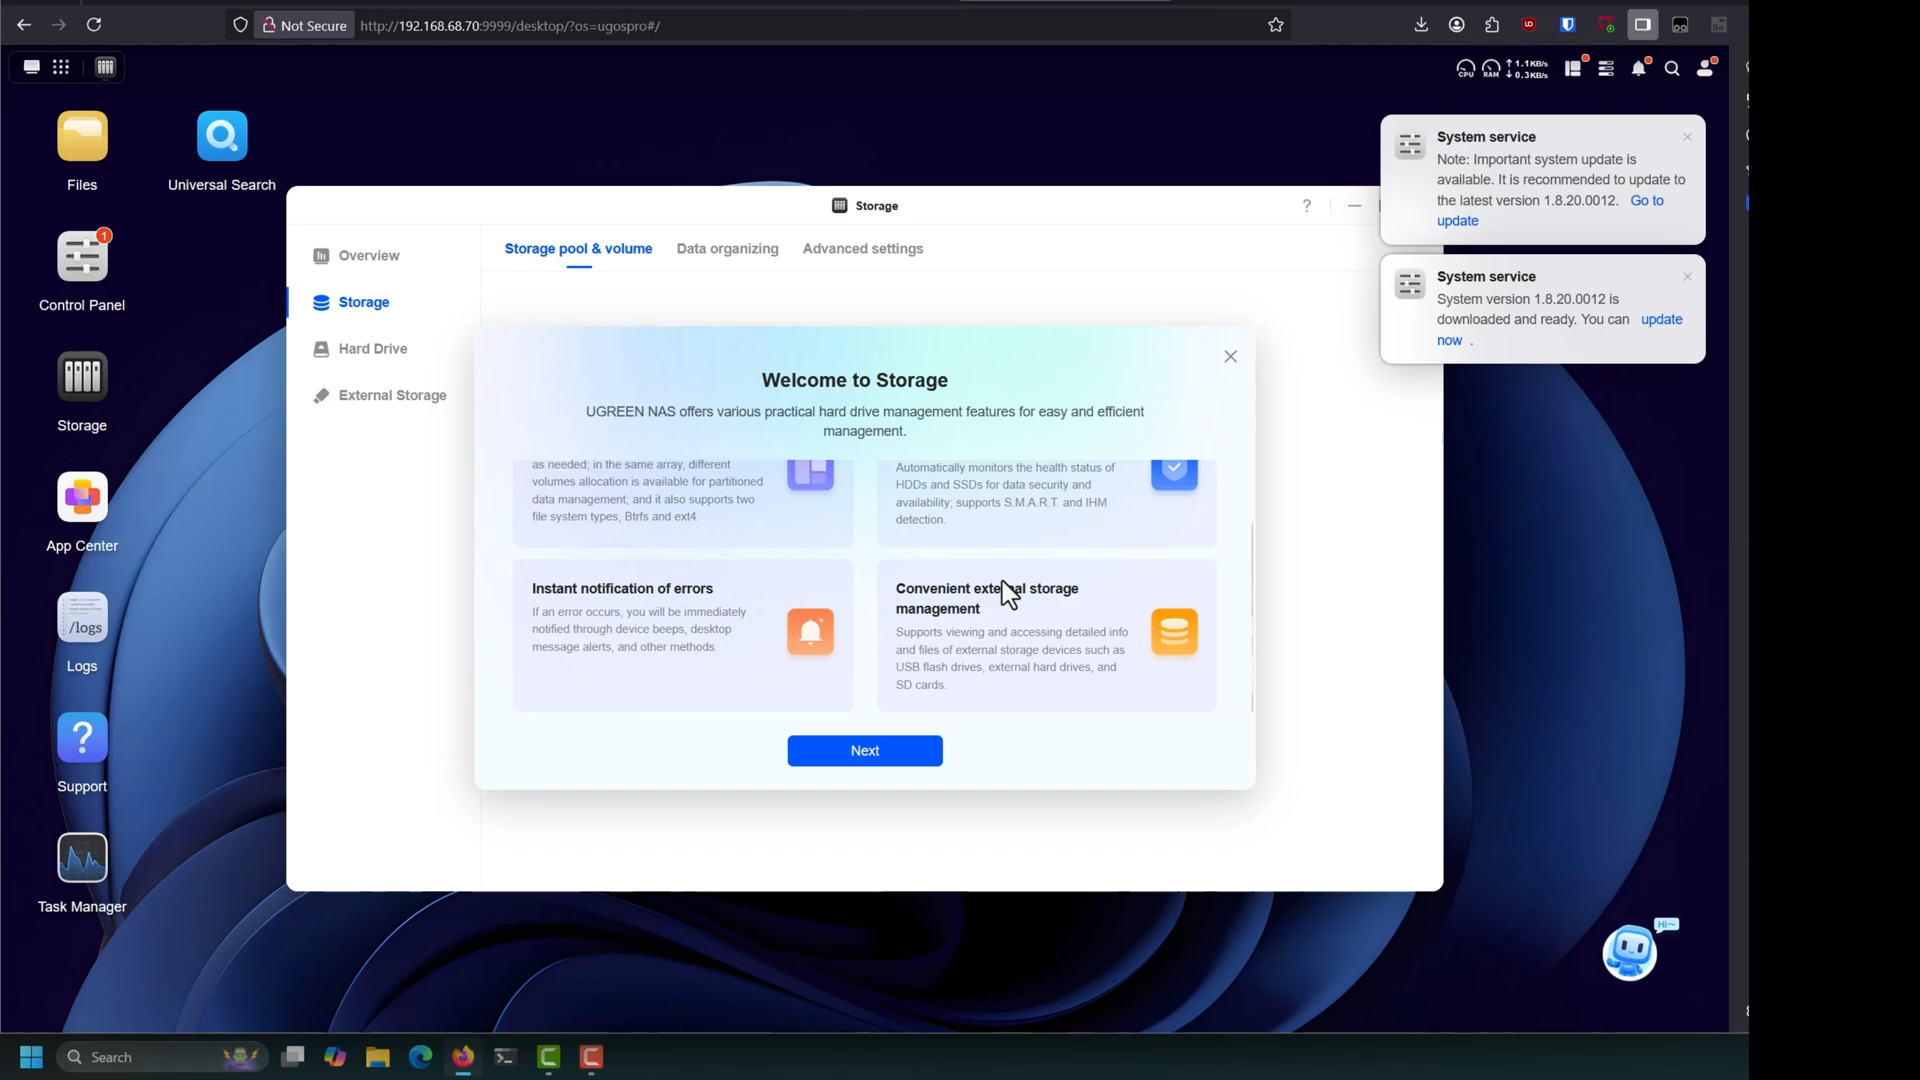 Not Secure
http://192.168.68.70:9999/desktop/?os=ugospro#/
CPU
RAM
1.1KB/s
0.3KB/s
Files
Universal Search
Control Panel
1
Storage
App Center
/logs
Logs
Support
Task Manager
Storage
?
Overview
Storage
Hard Drive
External Storage
Storage pool & volume
Data organizing
Advanced settings
Welcome to Storage
UGREEN NAS offers various practical hard drive management features for easy and efficient
management.
as needed; in the same array, different
volumes allocation is available for partitioned
data management; and it also supports two
file system types, Btrfs and ext4.
Automatically monitors the health status of
HDDs and SSDs for data security and
availability; supports S.M.A.R.T. and IHM
detection.
Instant notification of errors
If an error occurs, you will be immediately
notified through device beeps, desktop
message alerts, and other methods.
Convenient external storage
management
Supports viewing and accessing detailed info
and files of external storage devices such as
USB flash drives, external hard drives, and
SD cards.
Next
System service
Note: Important system update is
available. It is recommended to update to
the latest version 1.8.20.0012. Go to
update
System service
System version 1.8.20.0012 is
downloaded and ready. You can update
now .
Hi~
Search